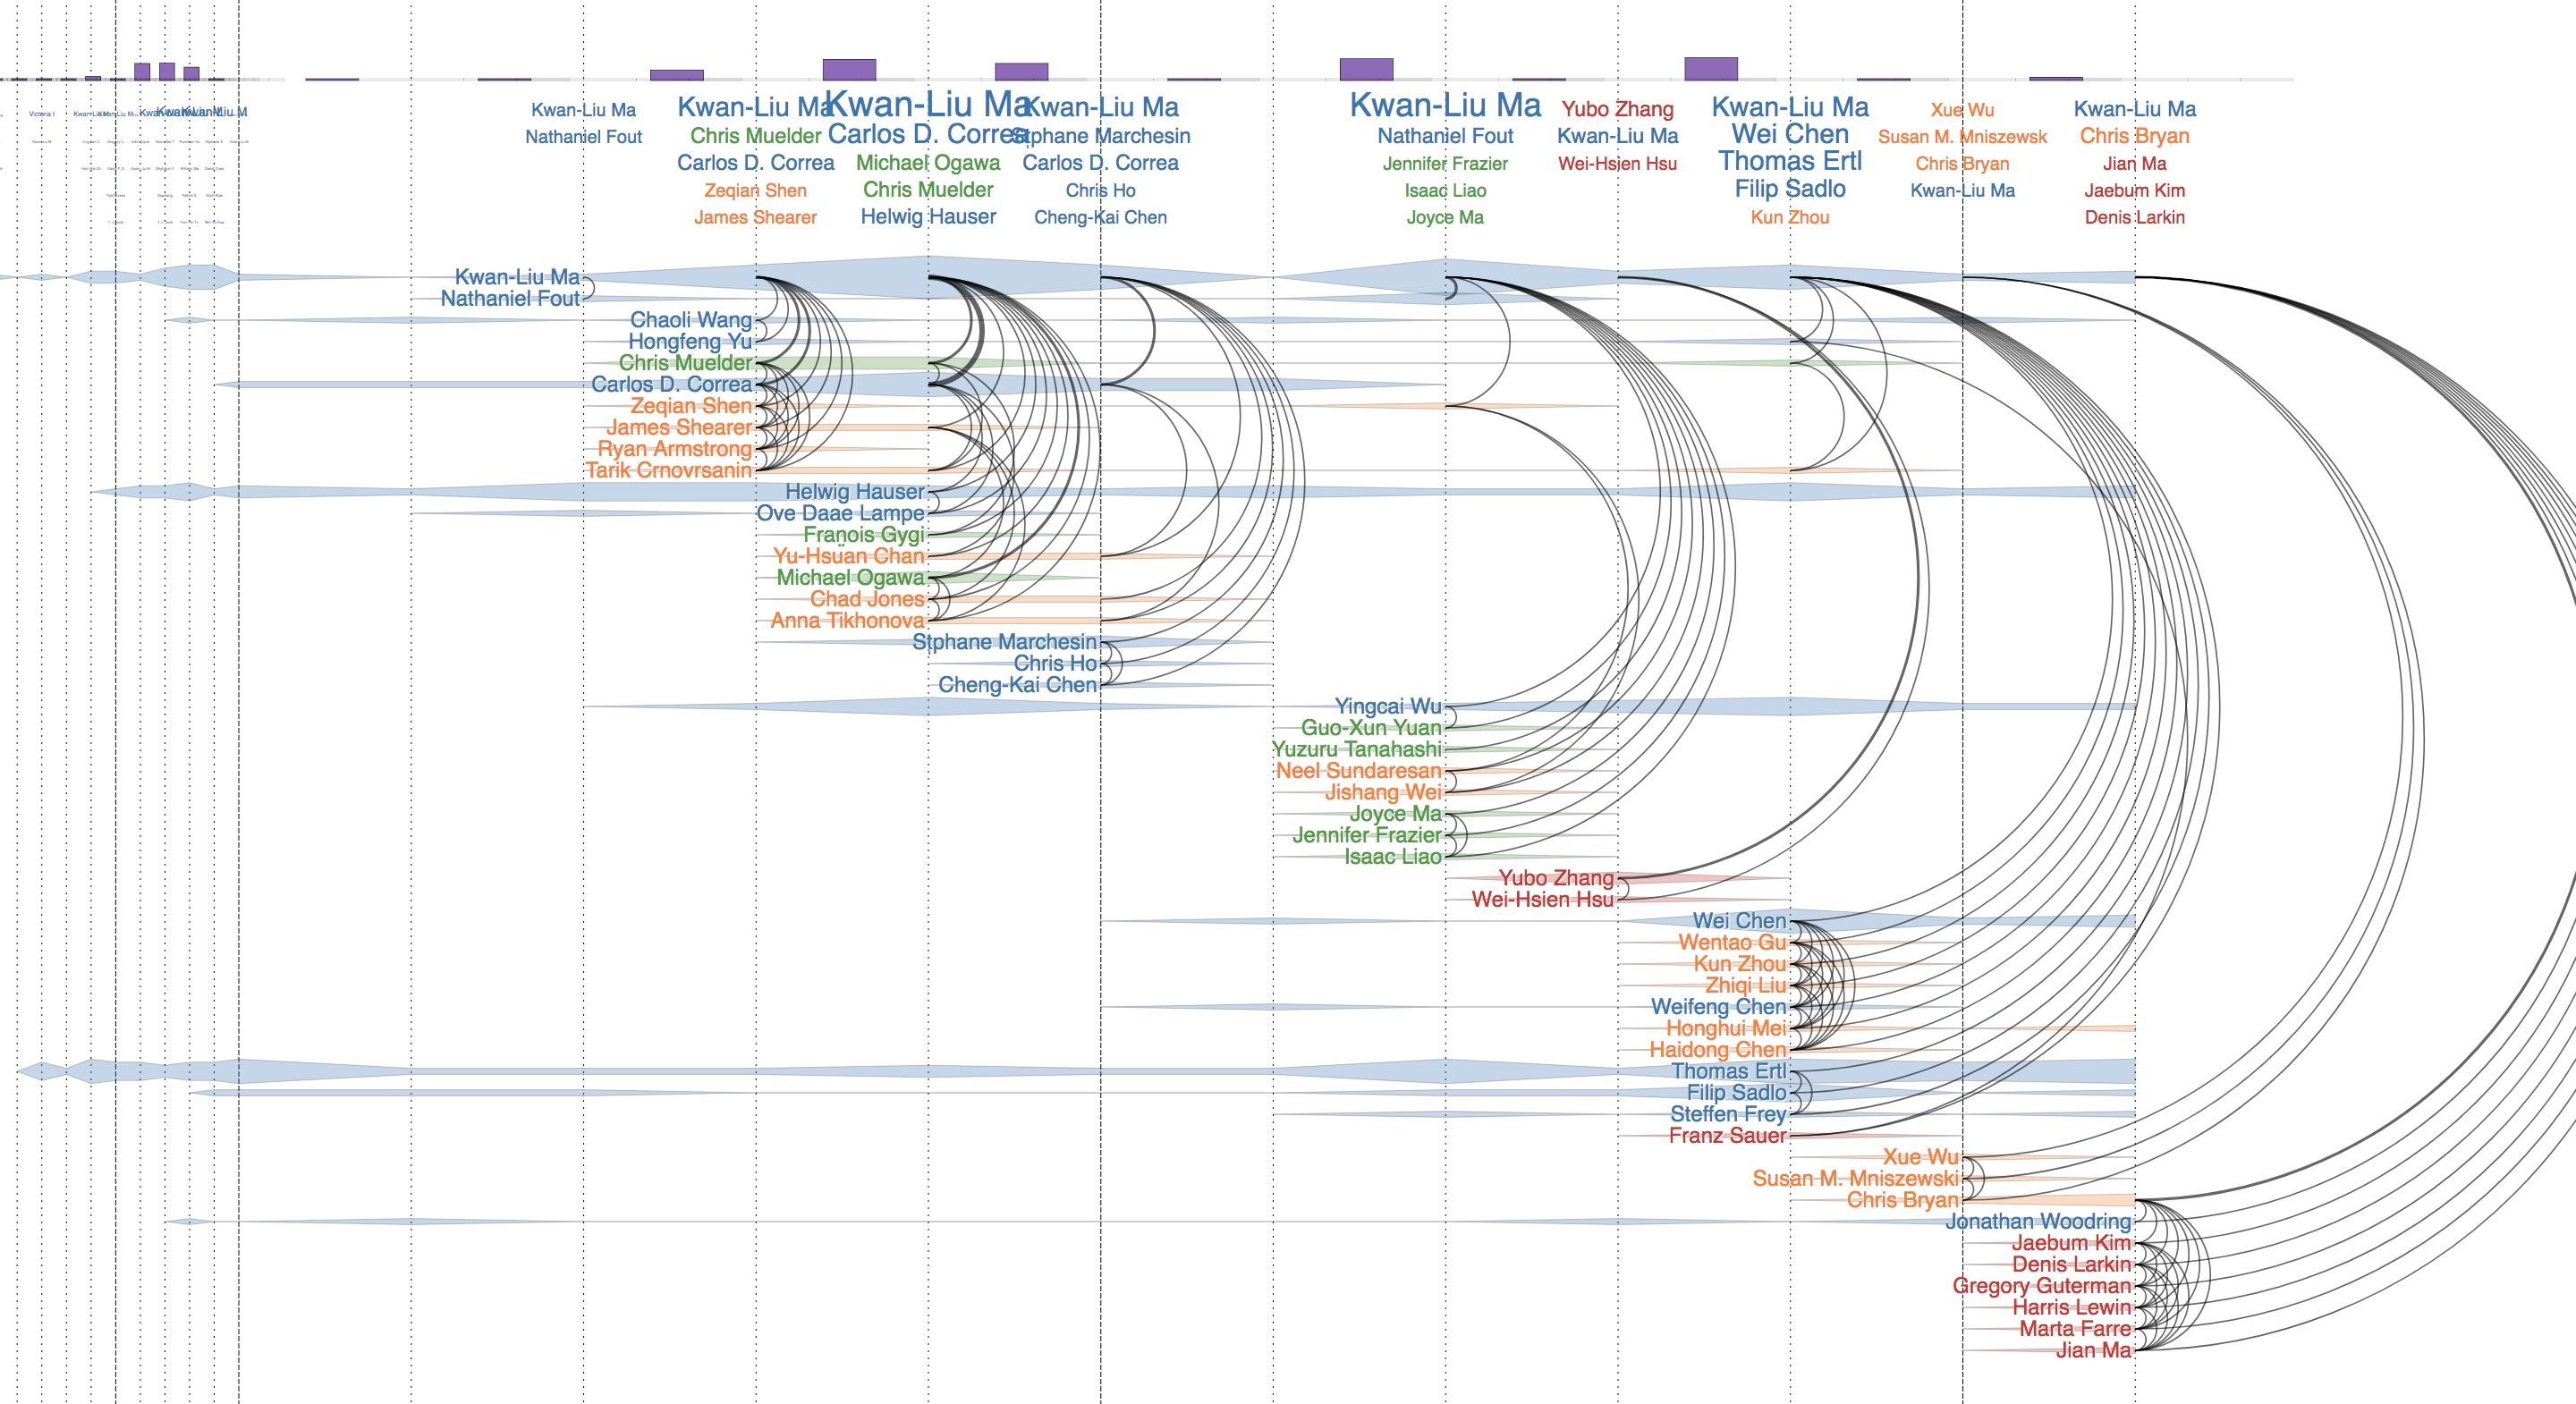 Kwan-Liu Ma
Nathaniel Fout
Kwan-Liu Ma
Chris Muelder
Carlos D. Correa
Zeqian Shen
James Shearer
Kwan-Liu Ma
Carlos D. Correa
Michael Ogawa
Chris Muelder
Helwig Hauser
Kwan-Liu Ma
Stphane Marchesin
Carlos D. Correa
Chris Ho
Cheng-Kai Chen
Kwan-Liu Ma
Nathaniel Fout
Jennifer Frazier
Isaac Liao
Joyce Ma
Yubo Zhang
Kwan-Liu Ma
Wei-Hsien Hsu
Kwan-Liu Ma
Wei Chen
Thomas Ertl
Filip Sadlo
Kun Zhou
Xue Wu
Susan M. Mniszewsk
Chris Bryan
Kwan-Liu Ma
Kwan-Liu Ma
Chris Bryan
Jian Ma
Jaebum Kim
Denis Larkin
Kwan-Liu Ma
Nathaniel Fout
Chaoli Wang
Hongfeng Yu
Chris Muelder
Carlos D. Correa
Zeqian Shen
James Shearer
Ryan Armstrong
Tarik Crnovrsanin
Helwig Hauser
Ove Daae Lampe
Franois Gygi
Yu-Hsüan Chan
Michael Ogawa
Chad Jones
Anna Tikhonova
Stphane Marchesin
Chris Ho
Cheng-Kai Chen
Yingcai Wu
Guo-Xun Yuan
Yuzuru Tanahashi
Neel Sundaresan
Jishang Wei
Joyce Ma
Jennifer Frazier
Isaac Liao
Yubo Zhang
Wei-Hsien Hsu
Wei Chen
Wentao Gu
Kun Zhou
Zhiqi Liu
Weifeng Chen
Honghui Mei
Haidong Chen
Thomas Ertl
Filip Sadlo
Steffen Frey
Franz Sauer
Xue Wu
Susan M. Mniszewski
Chris Bryan
Jonathan Woodring
Jaebum Kim
Denis Larkin
Gregory Guterman
Harris Lewin
Marta Farre
Jian Ma